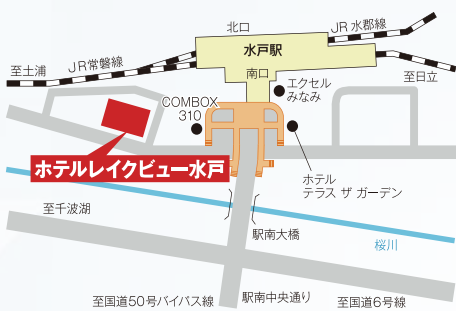 北口
JR水郡線
水戸駅
JR常磐線
至土浦
南口
エクセル
みなみ
至日立
COMBOX
310
ホテルレイクビュー水戸
ホテル
テラス ザ ガーデン
至千波湖
駅南大橋
桜川
至国道50号バイパス線
駅南中央通り
至国道6号線